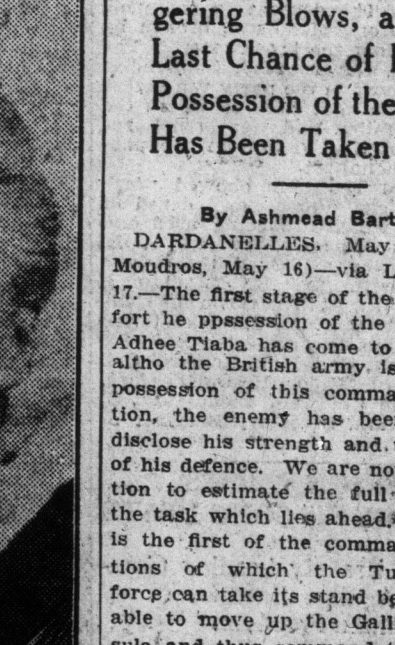 gering Blows, a
Last Chance of
Possession of the
Has Been Taken
By Ashmead Bart
DARDANELLES. May
Moudros, May 16)—via L
17.—The first stage of the
fort he ppssession of the
Adhee Tiaba has come to
altho the British army is
possession of this comma
tion, the enemy has bee
disclose his strength and
of his defence. We are no
tion to estimate the full
the task which lies ahead.
is the first of the comma
tions of which the Tu
force can take its stand be
able to move up the Gall